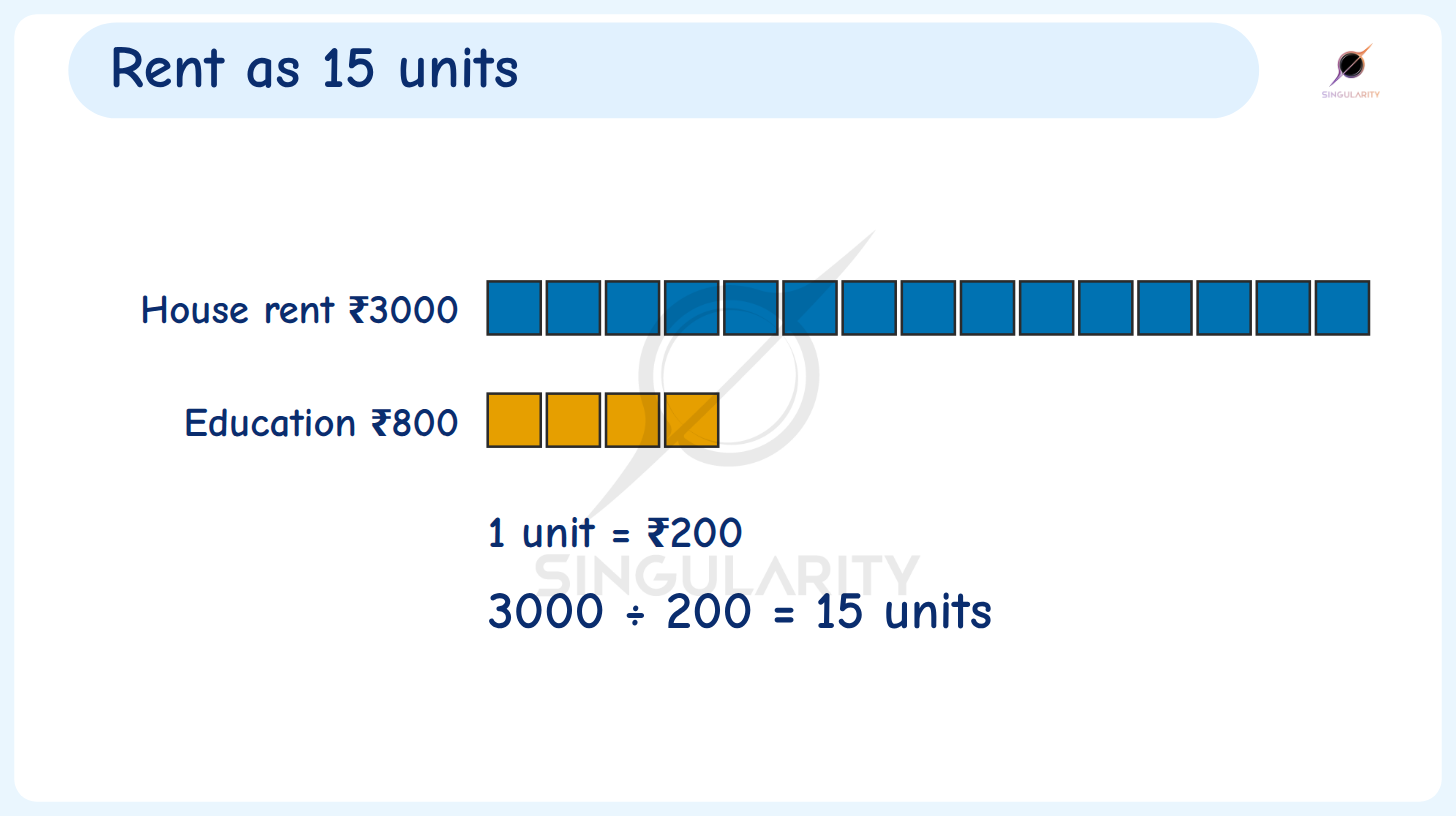 Rent as 15 units
SINGULARITY
House rent ₹3000
Education ₹800
1 unit = ₹200
SINGULARITY
3000 ÷ 200 = 15 units